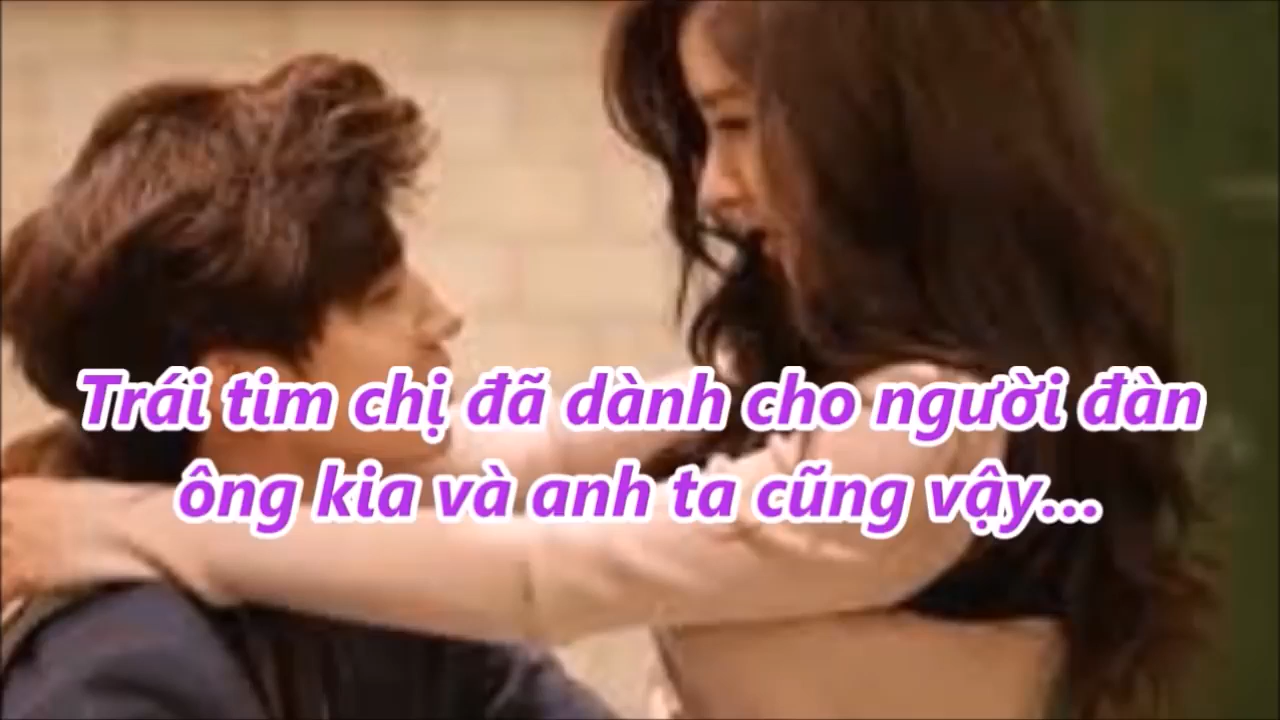 Trái tim chị đã dành cho người đàn
ông kia và anh ta cũng vậy...